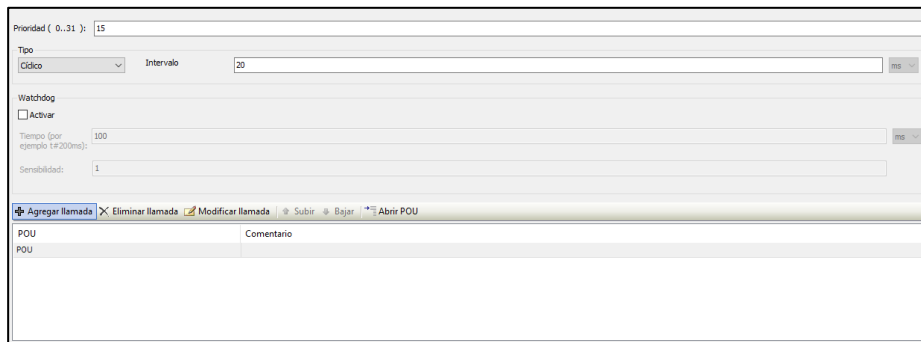 Prioridad ( 0..31 ): 15
Tipo
Cíclico Intervalo 20 ms
Watchdog
Activar
Tiempo (por ejemplo t#200ms): 100 ms
Sensibilidad: 1
Agregar llamada Eliminar llamada Modificar llamada Subir Bajar Abrir POU
POU Comentario
POU